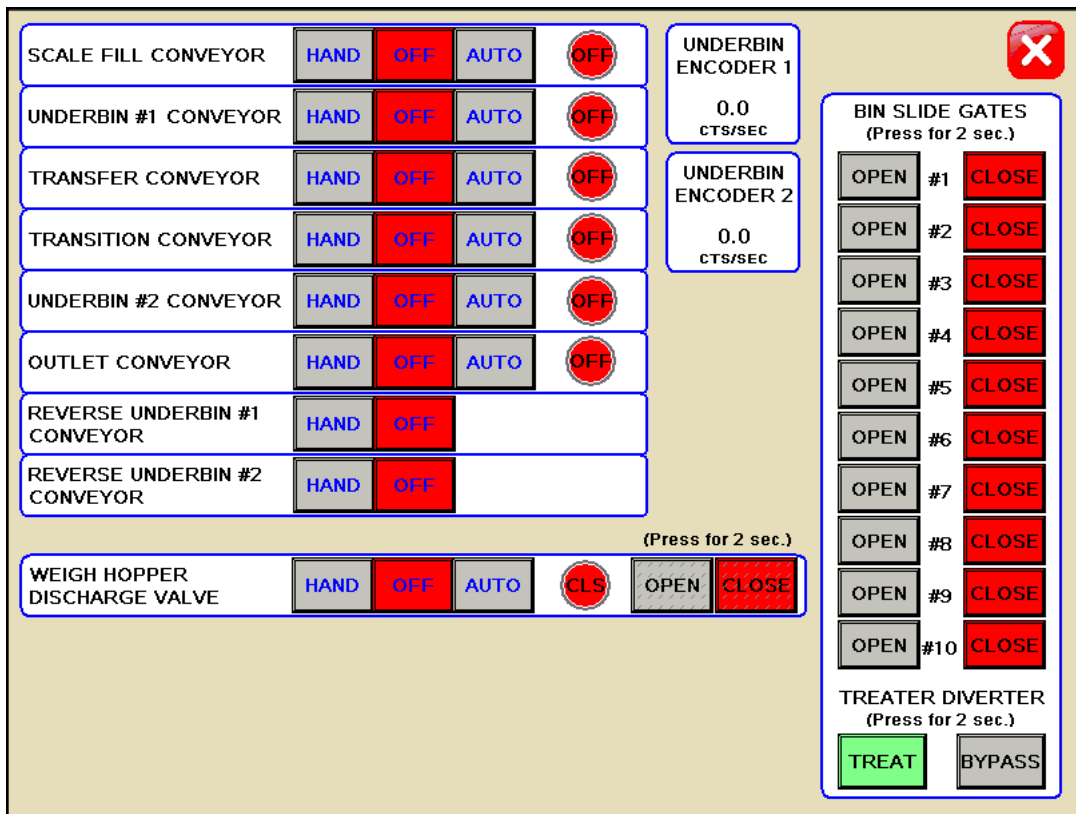 SCALE FILL CONVEYOR HAND OFF AUTO OFF
UNDERBIN #1 CONVEYOR HAND OFF AUTO OFF
TRANSFER CONVEYOR HAND OFF AUTO OFF
TRANSITION CONVEYOR HAND OFF AUTO OFF
UNDERBIN #2 CONVEYOR HAND OFF AUTO OFF
OUTLET CONVEYOR HAND OFF AUTO OFF
REVERSE UNDERBIN #1
CONVEYOR
HAND OFF
REVERSE UNDERBIN #2
CONVEYOR
HAND OFF
(Press for 2 sec.)
WEIGH HOPPER
DISCHARGE VALVE
HAND OFF AUTO CLS OPEN CLOSE
UNDERBIN
ENCODER 1
0.0
CTS/SEC
UNDERBIN
ENCODER 2
0.0
CTS/SEC
BIN SLIDE GATES
(Press for 2 sec.)
OPEN #1 CLOSE
OPEN #2 CLOSE
OPEN #3 CLOSE
OPEN #4 CLOSE
OPEN #5 CLOSE
OPEN #6 CLOSE
OPEN #7 CLOSE
OPEN #8 CLOSE
OPEN #9 CLOSE
OPEN #10 CLOSE
TREATER DIVERTER
(Press for 2 sec.)
TREAT BYPASS